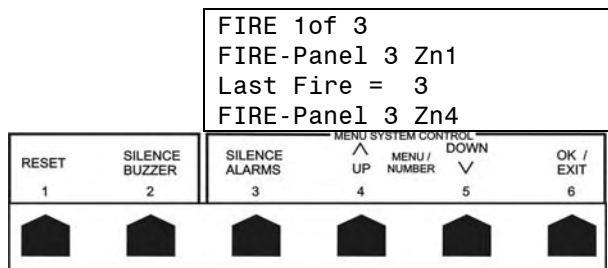 FIRE 1of 3
FIRE-Panel 3 Zn1
Last Fire =  3
FIRE-Panel 3 Zn4
MENU SYSTEM CONTROL
RESET
1
SILENCE
BUZZER
2
SILENCE
ALARMS
3
UP
4
MENU /
NUMBER
DOWN
5
OK /
EXIT
6